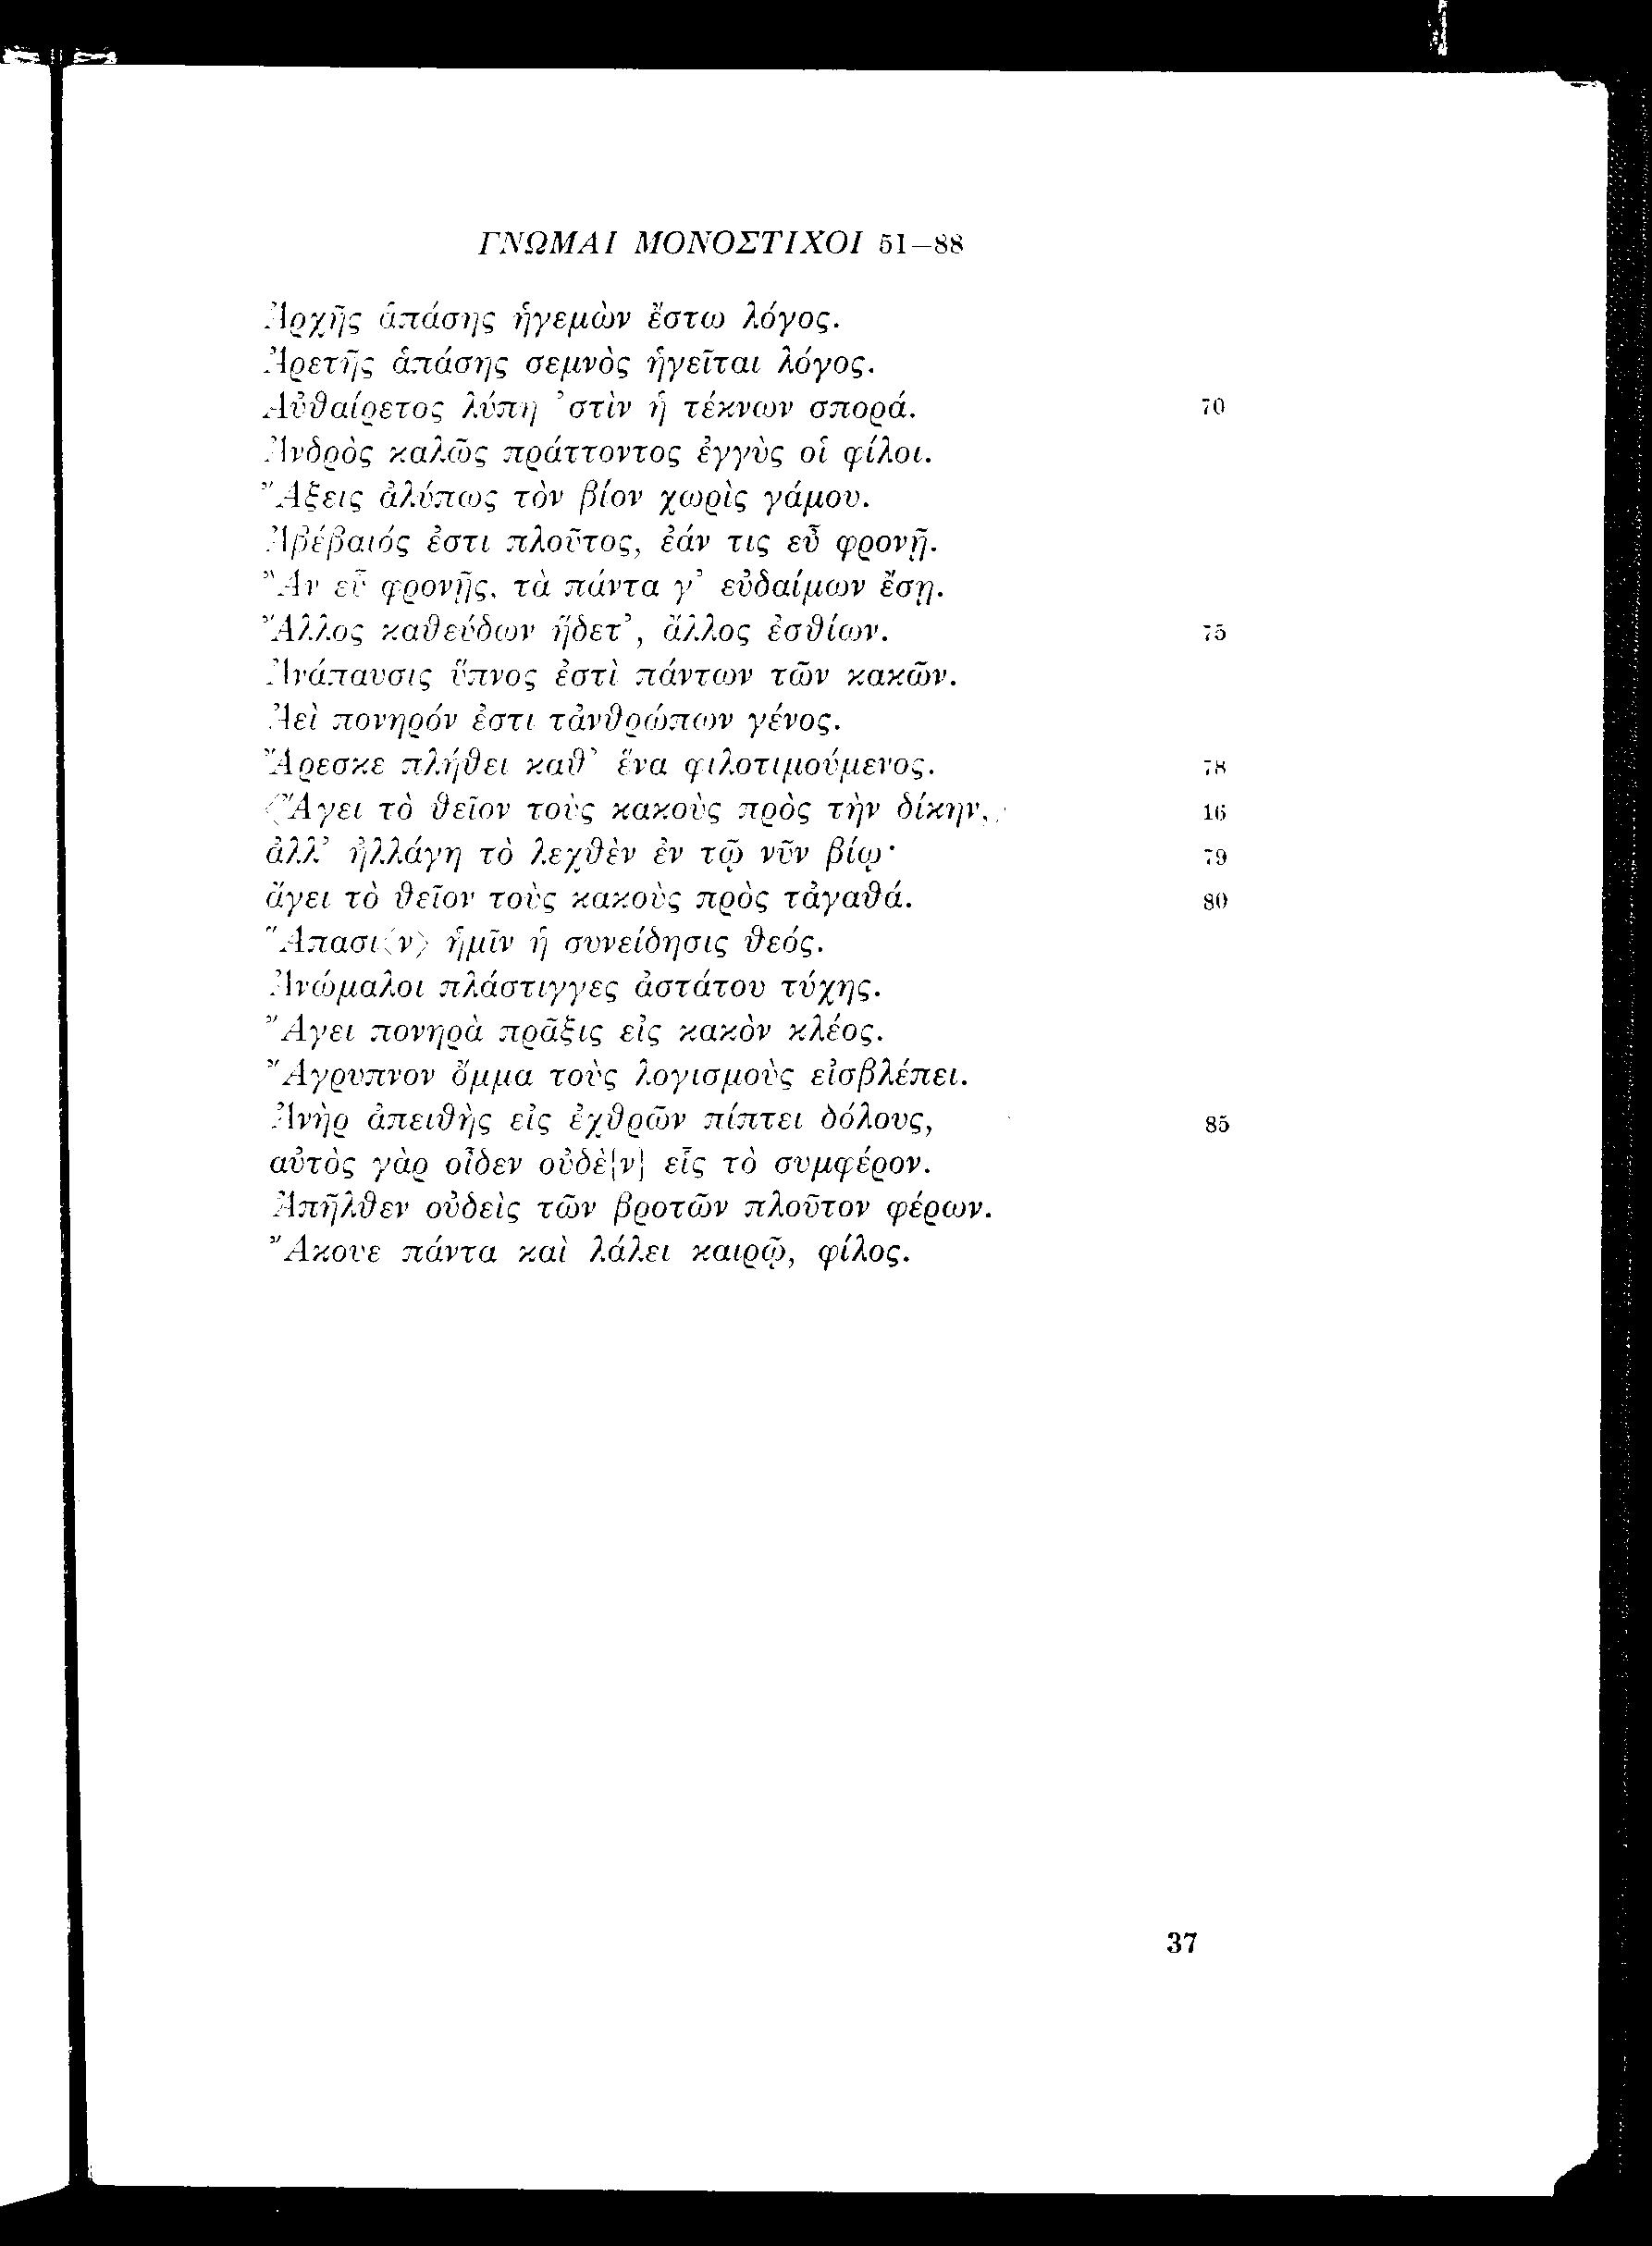 ΓΝΩΜΑΙ ΜΟΝΟΣΤΙΧΟΙ 51–88
Ἀρχῆς ἁπάσης ἡγεμὼν ἔστω λόγος.
Ἀρετῆς ἁπάσης σεμνὸς ἡγεῖται λόγος.
Αὐθαίρετος λύπη ’στὶν ἡ τέκνων σπορά. 70
Ἀνδρὸς καλῶς πράττοντος ἐγγὺς οἱ φίλοι.
Ἄξεις ἀλύπως τὸν βίον χωρὶς γάμου.
Ἀβέβαιός ἐστι πλοῦτος, ἐάν τις εὖ φρονῇ.
Ἂν εὖ φρονῇς, τὰ πάντα γ’ εὐδαίμων ἔσῃ.
Ἄλλος καθεύδων ἥδετ’, ἄλλος ἐσθίων. 75
Ἀνάπαυσις ὕπνος ἐστὶ πάντων τῶν κακῶν.
Ἀεὶ πονηρόν ἐστι τἀνθρώπων γένος.
Ἄρεσκε πλήθει καθ’ ἕνα φιλοτιμούμενος. 78
⟨Ἄγει τὸ θεῖον τοὺς κακοὺς πρὸς τὴν δίκην,⟩ 16
ἀλλ’ ἠλλάγη τὸ λεχθὲν ἐν τῷ νῦν βίῳ· 79
ἄγει τὸ θεῖον τοὺς κακοὺς πρὸς τἀγαθά. 80
Ἅπασι⟨ν⟩ ἡμῖν ἡ συνείδησις θεός.
Ἀνώμαλοι πλάστιγγες ἀστάτου τύχης.
Ἄγει πονηρὰ πρᾶξις εἰς κακὸν κλέος.
Ἄγρυπνον ὄμμα τοὺς λογισμοὺς εἰσβλέπει.
Ἀνὴρ ἀπειθὴς εἰς ἐχθρῶν πίπτει δόλους, 85
αὐτὸς γὰρ οἶδεν οὐδὲ{ν} εἷς τὸ συμφέρον.
Ἀπῆλθεν οὐδεὶς τῶν βροτῶν πλοῦτον φέρων.
Ἄκουε πάντα καὶ λάλει καιρῷ, φίλος.
37